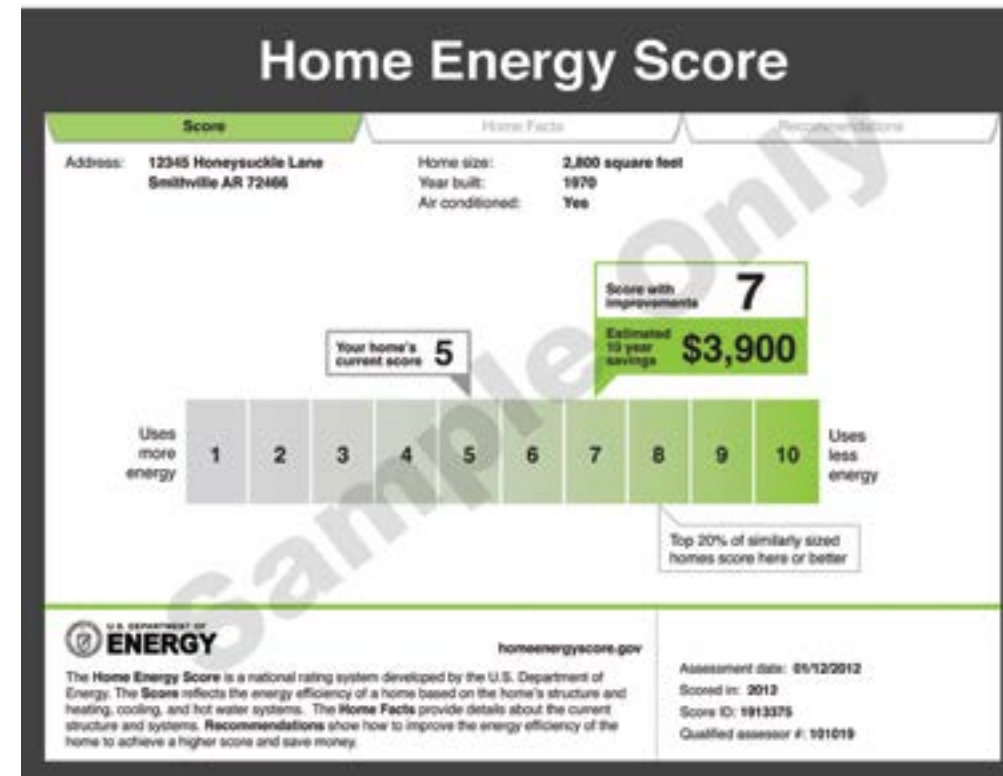 Home Energy Score
Score Home Facts Recommendations
Address: 12345 Honeysuckle Lane
Smithville AR 72466
Home size: 2,800 square feet
Year built: 1970
Air conditioned: Yes
Score with
improvements 7
Estimated
10 year
savings $3,900
Your home's
current score 5
Uses
more
energy
1 2 3 4 5 6 7 8 9 10
Uses
less
energy
Top 20% of similarly sized
homes score here or better
Sample Only
U.S. DEPARTMENT OF
ENERGY
homeenergyscore.gov
The Home Energy Score is a national rating system developed by the U.S. Department of
Energy. The Score reflects the energy efficiency of a home based on the home's structure and
heating, cooling, and hot water systems. The Home Facts provide details about the current
structure and systems. Recommendations show how to improve the energy efficiency of the
home to achieve a higher score and save money.
Assessment date: 01/12/2012
Scored in: 2012
Score ID: 1913375
Qualified assessor #: 101019